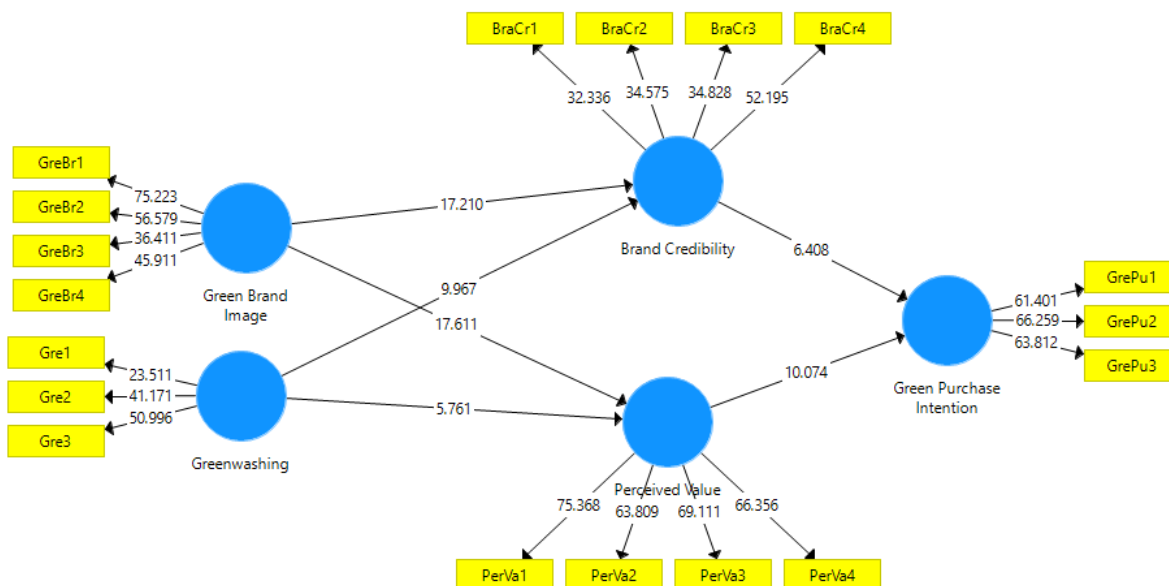 BraCr1
BraCr2
BraCr3
BraCr4
32.336
34.575
34.828
52.195
GreBr1
GreBr2
GreBr3
GreBr4
75.223
56.579
36.411
45.911
Green Brand
Image
17.210
Brand Credibility
6.408
9.967
17.611
GrePu1
GrePu2
GrePu3
61.401
66.259
63.812
Green Purchase
Intention
Gre1
Gre2
Gre3
23.511
41.171
50.996
Greenwashing
5.761
10.074
Perceived Value
75.368
63.809
69.111
66.356
PerVa1
PerVa2
PerVa3
PerVa4